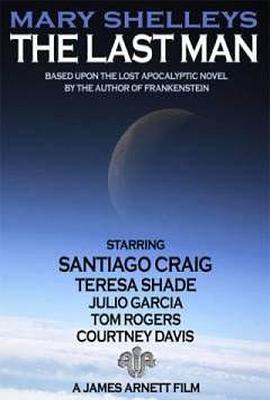 MARY SHELLEYS
THE LAST MAN
BASED UPON THE LOST APOCALYPTIC NOVEL
BY THE AUTHOR OF FRANKENSTEIN
STARRING
SANTIAGO CRAIG
TERESA SHADE
JULIO GARCIA
TOM ROGERS
COURTNEY DAVIS
A JAMES ARNETT FILM